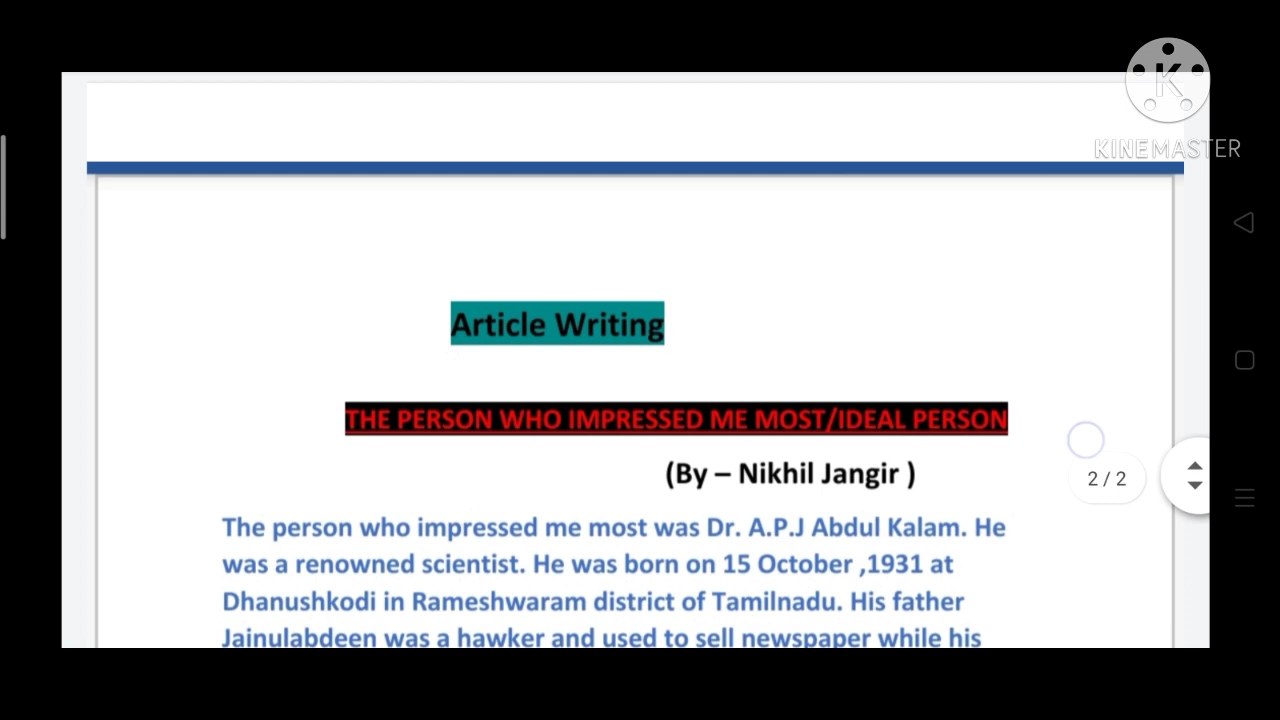 K
KINEMASTER
Article Writing
THE PERSON WHO IMPRESSED ME MOST/IDEAL PERSON
(By – Nikhil Jangir )
2 / 2
The person who impressed me most was Dr. A.P.J Abdul Kalam. He
was a renowned scientist. He was born on 15 October ,1931 at
Dhanushkodi in Rameshwaram district of Tamilnadu. His father
Jainulabdeen was a hawker and used to sell newspaper while his